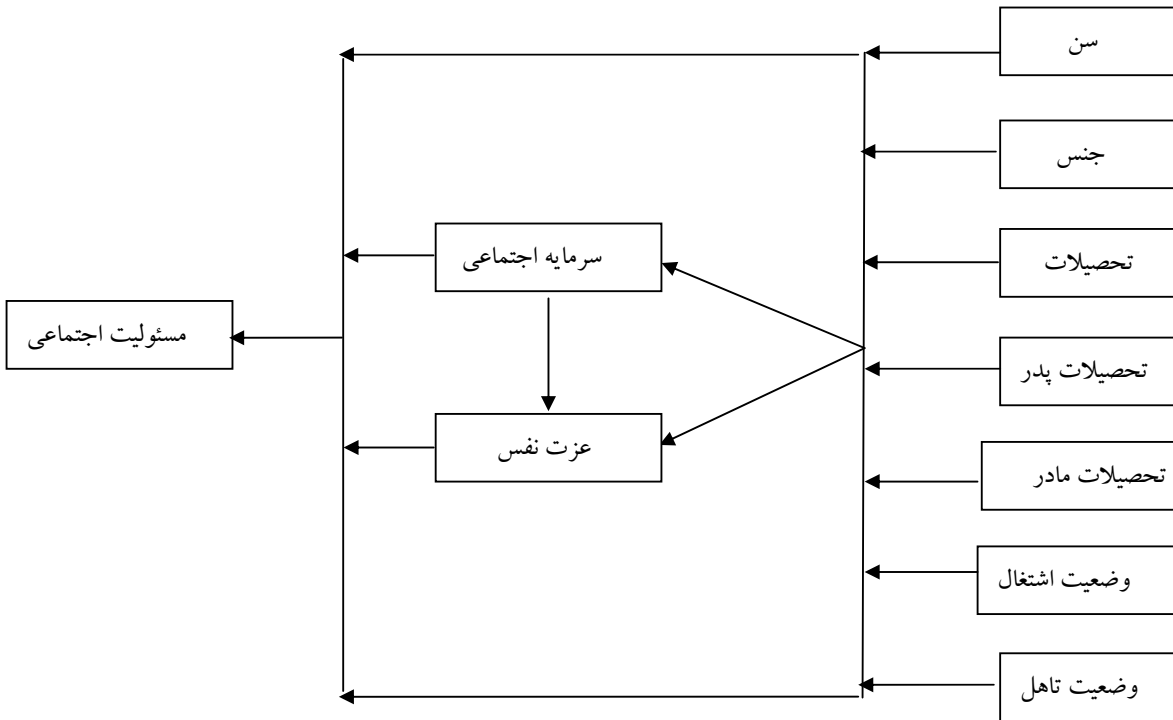 سن
جنس
تحصیلات
تحصیلات پدر
تحصیلات مادر
وضعیت اشتغال
وضعیت تاهل
سرمایه اجتماعی
عزت نفس
مسئولیت اجتماعی